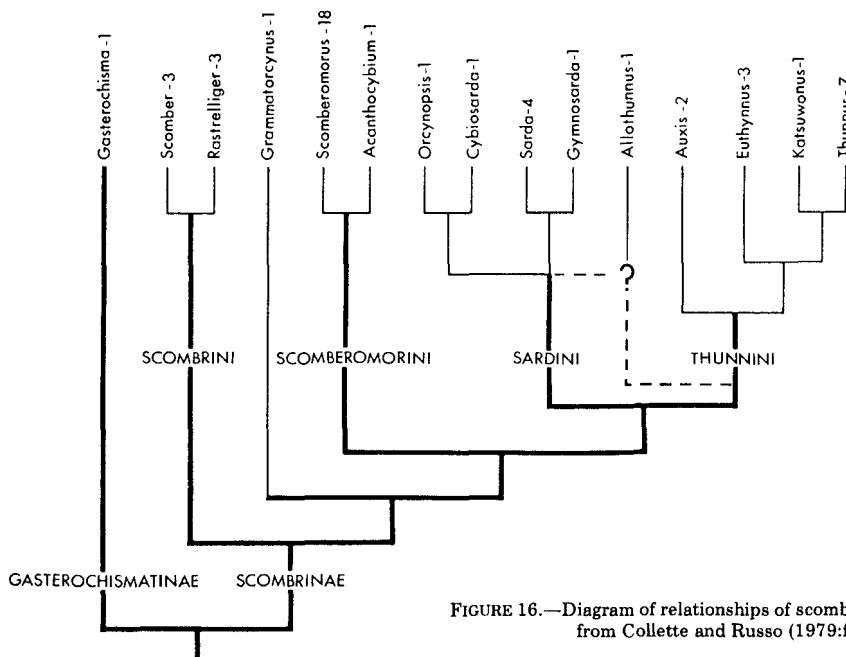 Gasterochisma -1
Scomber -3
Rastrelliger -3
Grammatorcynus -1
Scomberomorus -18
Acanthocybium -1
Orcynopsis-1
Cybiosarda-1
Sarda-4
Gymnosarda-1
Allothunnus-1
Auxis -2
Euthynnus-3
Katsuwonus-1
Thunnus-7
?
SCOMBRINI
SCOMBEROMORINI
SARDINI
THUNNINI
GASTEROCHISMATINAE
SCOMBRINAE
FIGURE 16.—Diagram of relationships of scomb
from Collette and Russo (1979:f